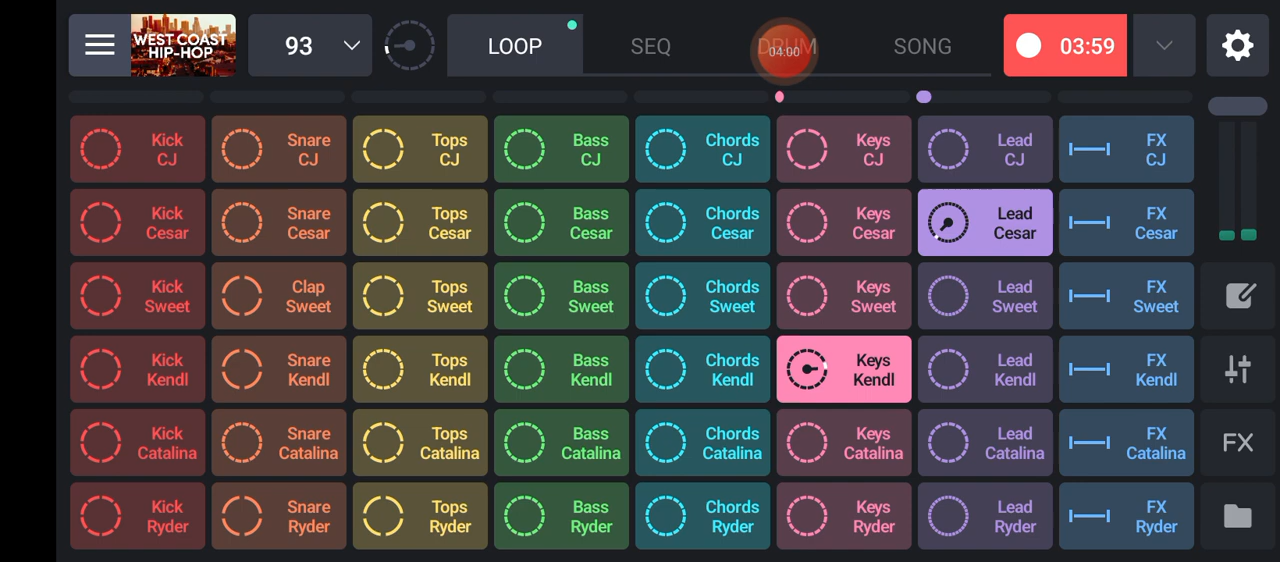 WEST COAST
HIP-HOP
93
LOOP
SEQ
DRUM
04:00
SONG
03:59
Kick
CJ
Snare
CJ
Tops
CJ
Bass
CJ
Chords
CJ
Keys
CJ
Lead
CJ
FX
CJ
Kick
Cesar
Snare
Cesar
Tops
Cesar
Bass
Cesar
Chords
Cesar
Keys
Cesar
Lead
Cesar
FX
Cesar
Kick
Sweet
Clap
Sweet
Tops
Sweet
Bass
Sweet
Chords
Sweet
Keys
Sweet
Lead
Sweet
FX
Sweet
Kick
Kendl
Snare
Kendl
Tops
Kendl
Bass
Kendl
Chords
Kendl
Keys
Kendl
Lead
Kendl
FX
Kendl
Kick
Catalina
Snare
Catalina
Tops
Catalina
Bass
Catalina
Chords
Catalina
Keys
Catalina
Lead
Catalina
FX
Catalina
FX
Kick
Ryder
Snare
Ryder
Tops
Ryder
Bass
Ryder
Chords
Ryder
Keys
Ryder
Lead
Ryder
FX
Ryder